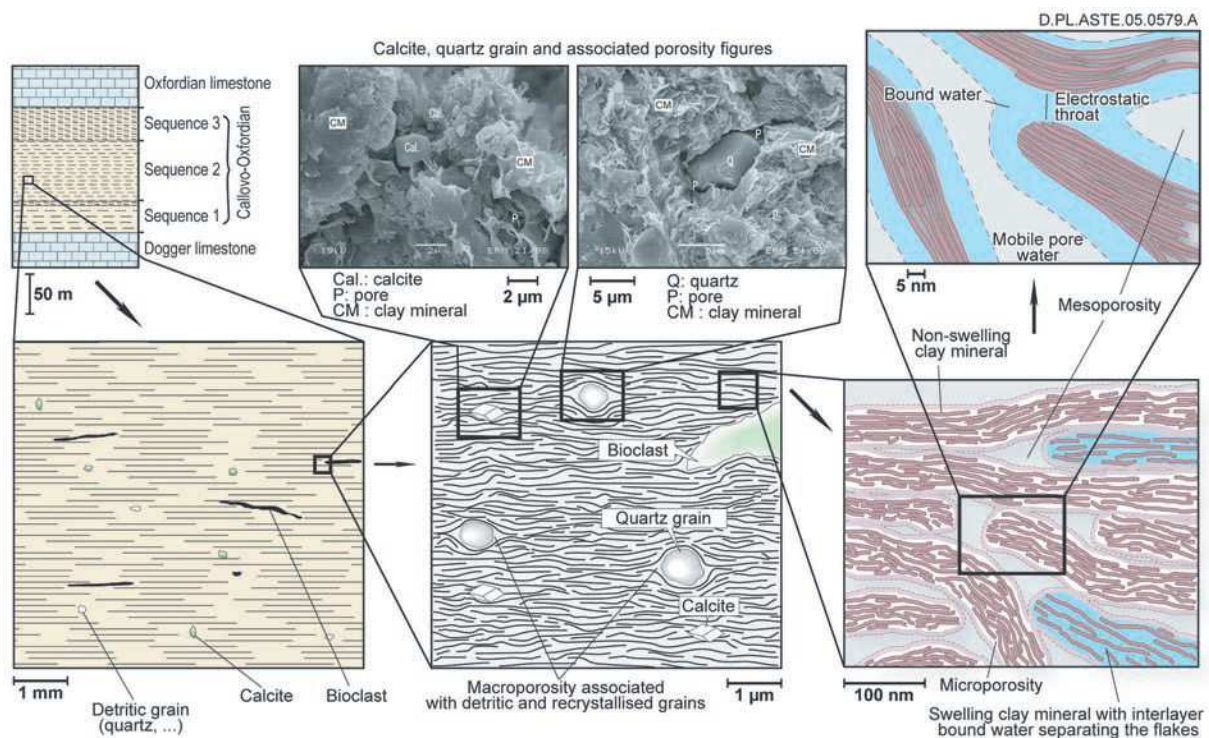 D.PL.ASTE.05.0579.A
Calcite, quartz grain and associated porosity figures
Oxfordian limestone
Sequence 3
Sequence 2
Sequence 1
Callovo-Oxfordian
Dogger limestone
50 m
CM
Cal.
CM
P
CM
P
CM
Q
P
Cal.: calcite
P: pore
CM : clay mineral
2 µm
5 µm
Q: quartz
P: pore
CM : clay mineral
Bound water
Electrostatic
throat
Mobile pore
water
5 nm
Mesoporosity
Non-swelling
clay mineral
Bioclast
Quartz grain
Calcite
1 mm
Detritic grain
(quartz, ...)
Calcite
Bioclast
Macroporosity associated
with detritic and recrystallised grains
1 µm
100 nm
Microporosity
Swelling clay mineral with interlayer
bound water separating the flakes